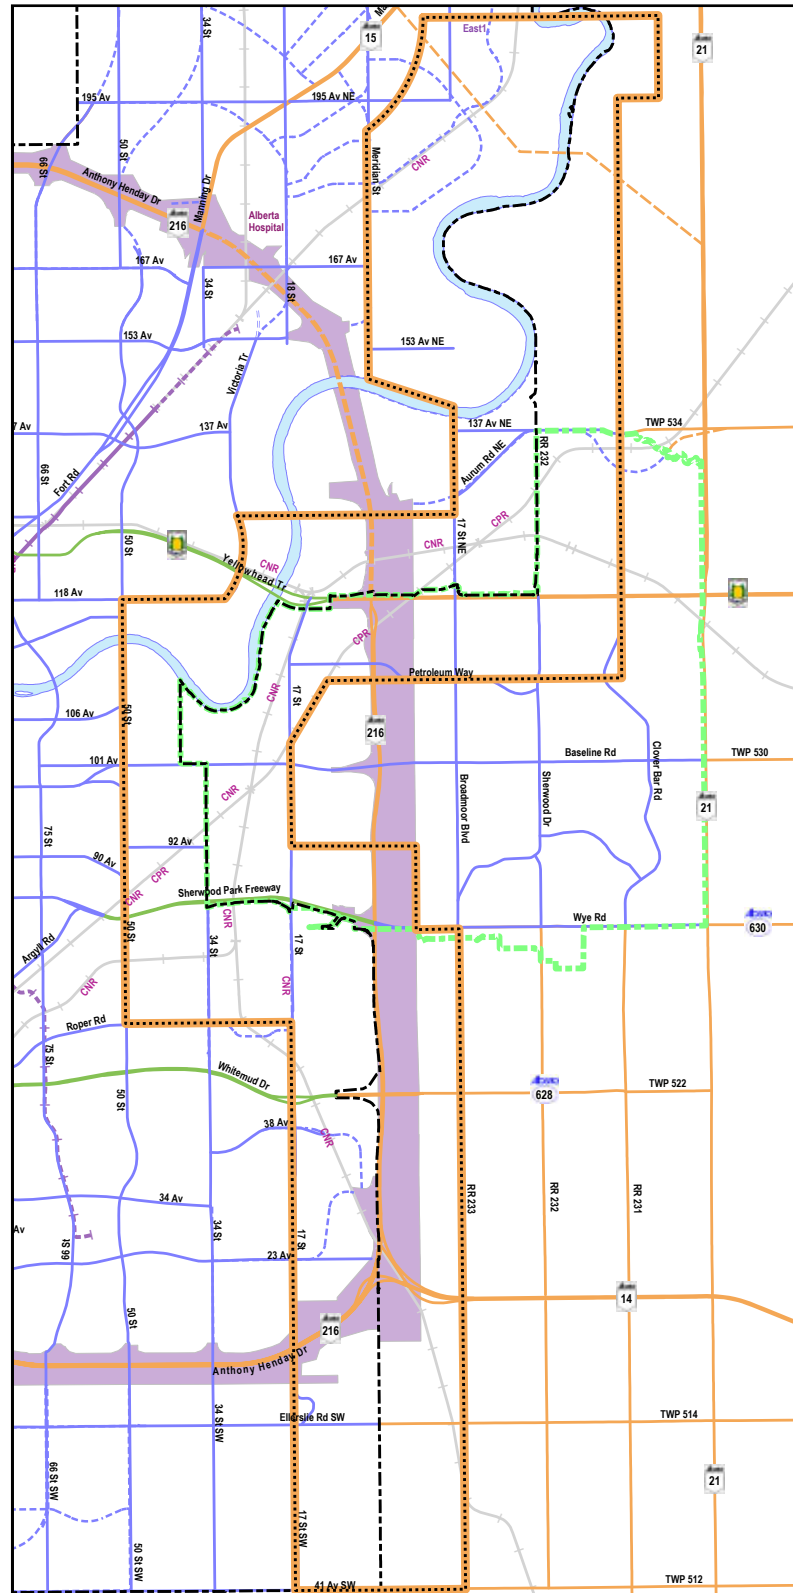 34 St
15
East1
21
195 Av
195 Av NE
50 St
66 St
Anthony Henday Dr
Manning Dr
Meridian St
CNR
216
Alberta
Hospital
167 Av
167 Av
34 St
18 St
153 Av
153 Av NE
Victoria Tr
7 Av
137 Av
137 Av NE
TWP 534
66 St
Fort Rd
Aurum Rd NE
RR 232
50 St
17 St NE
CPR
CNR
CNR
Yellowhead Tr
118 Av
CPR
Petroleum Way
CNR
17 St
106 Av
50 St
216
101 Av
Baseline Rd
TWP 530
Clover Bar Rd
Broadmoor Blvd
Sherwood Dr
CNR
21
75 St
92 Av
90 Av
CPR
CNR
Sherwood Park Freeway
CNR
Wye Rd
630
50 St
34 St
17 St
Argyll Rd
CNR
CNR
Roper Rd
75 St
Whitemud Dr
TWP 522
628
50 St
38 Av
CNR
34 Av
RR 233
RR 232
RR 231
Av
34 St
17 St
66 St
23 Av
14
50 St
216
Anthony Henday Dr
34 St SW
Ellerslie Rd SW
TWP 514
66 St SW
21
17 St SW
50 St SW
41 Av SW
TWP 512